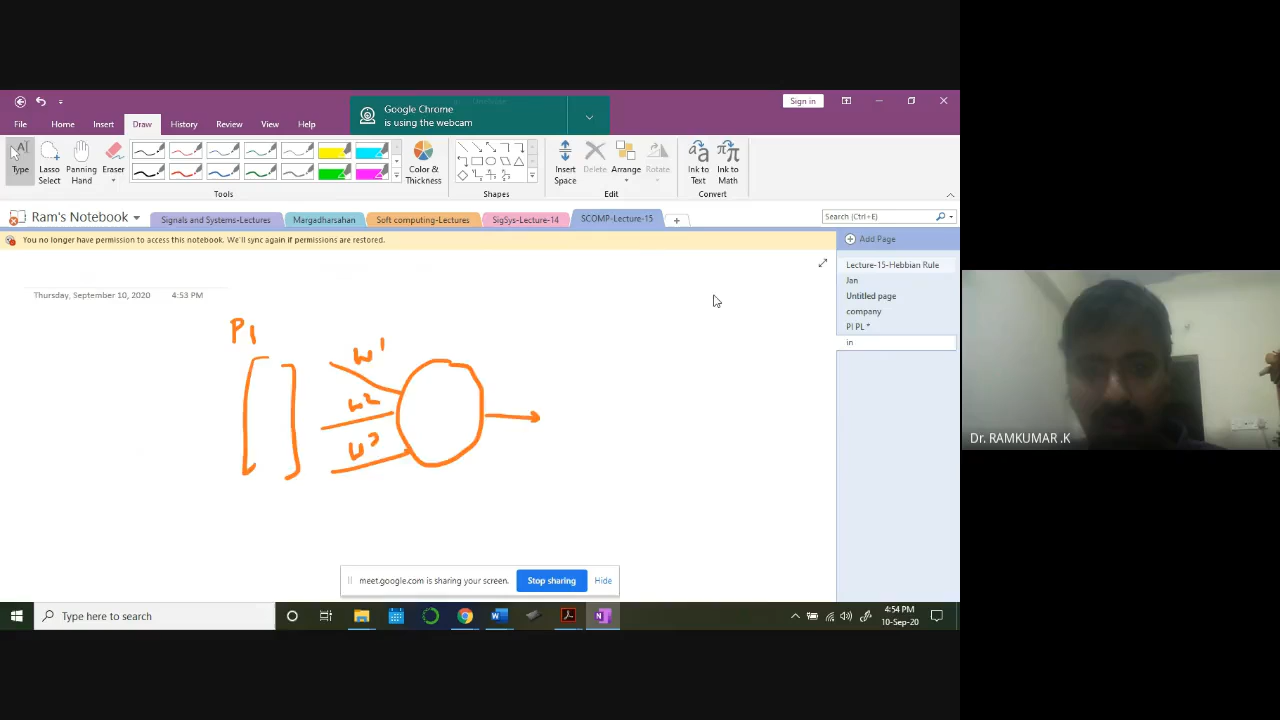 Google Chrome
is using the webcam
Sign in
File Home Insert Draw History Review View Help
Type Lasso Select Panning Hand Eraser Color & Thickness Insert Space Delete Arrange Rotate Ink to Text Ink to Math
Tools Shapes Edit Convert
Ram's Notebook Signals and Systems-Lectures Margadharsahan Soft computing-Lectures SigSys-Lecture-14 SCOMP-Lecture-15 Search (Ctrl+E)
You no longer have permission to access this notebook. We'll sync again if permissions are restored.
Add Page
Lecture-15-Hebbian Rule
Jan
Untitled page
company
PI PL *
in
Thursday, September 10, 2020 4:53 PM
P1
W1
W2
W3
Dr. RAMKUMAR .K
meet.google.com is sharing your screen. Stop sharing Hide
Type here to search
4:54 PM
10-Sep-20